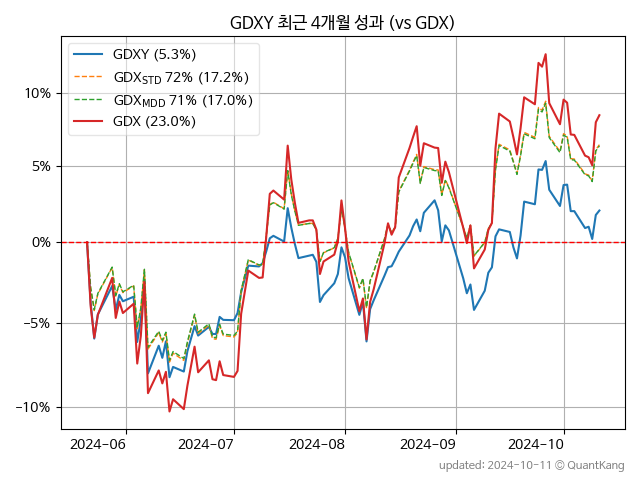 GDXY 최근 4개월 성과 (vs GDX)
GDXY (5.3%)
GDX_STD 72% (17.2%)
GDX_MDD 71% (17.0%)
GDX (23.0%)
10%
5%
0%
−5%
−10%
2024-06 2024-07 2024-08 2024-09 2024-10
updated: 2024-10-11 © QuantKang